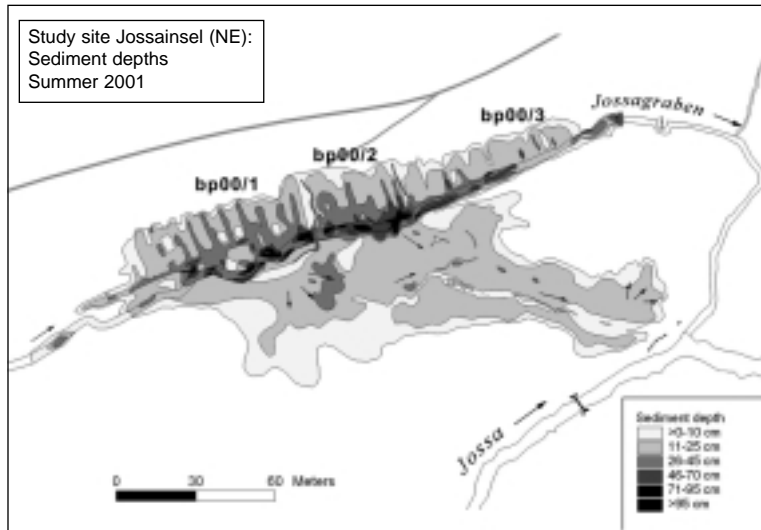 Study site Jossainsel (NE):
Sediment depths
Summer 2001
Jossagraben
bp00/3
bp00/2
bp00/1
Jossa
0 30 60 Meters
Sediment depth
>0-10 cm
11-25 cm
26-45 cm
46-70 cm
71-95 cm
>95 cm